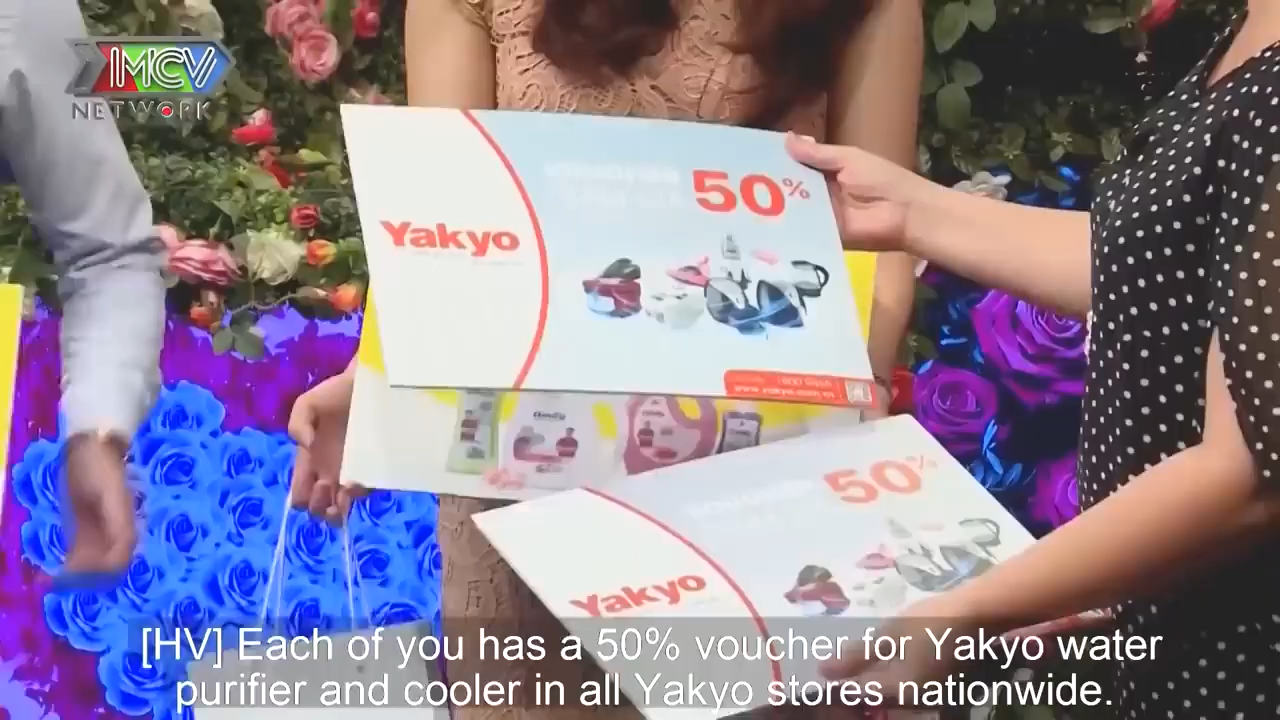 MCV
NETWORK
50%
Yakyo
50%
Yakyo
[HV] Each of you has a 50% voucher for Yakyo water
purifier and cooler in all Yakyo stores nationwide.